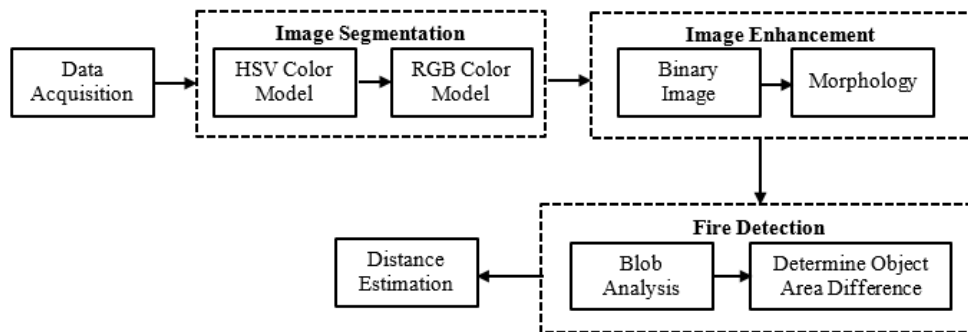 Image Segmentation
Image Enhancement
Data
Acquisition
HSV Color
Model
RGB Color
Model
Binary
Image
Morphology
Fire Detection
Distance
Estimation
Blob
Analysis
Determine Object
Area Difference